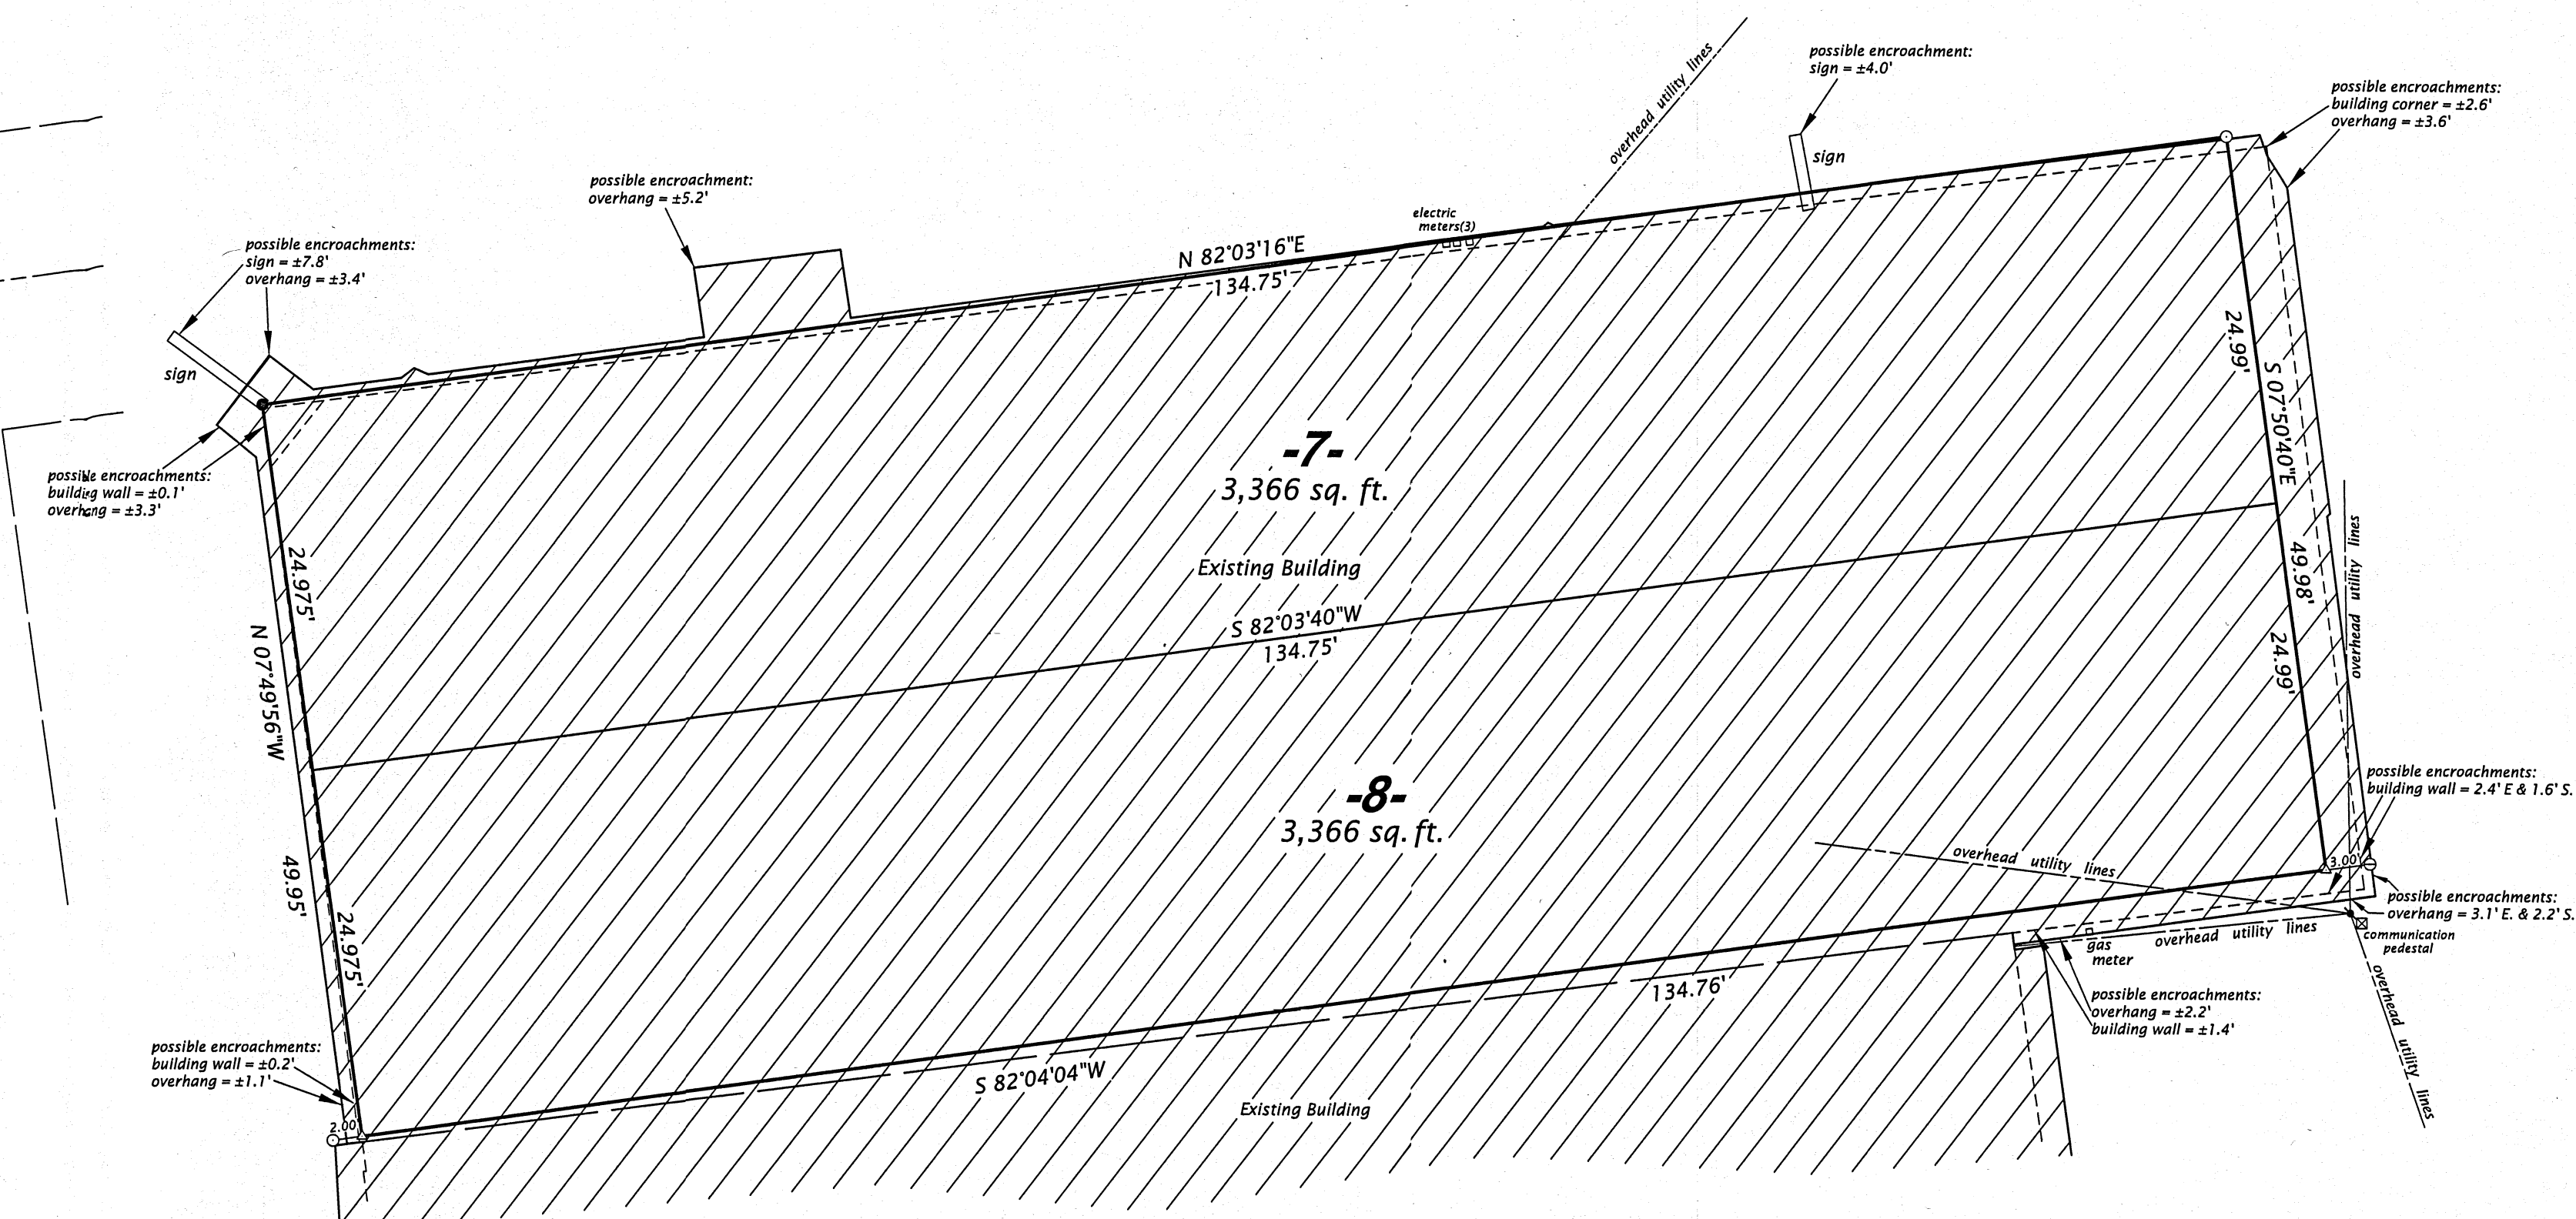 possible encroachment:
sign = ±4.0'
sign
overhead utility lines
possible encroachments:
building corner = ±2.6'
overhang = ±3.6'
possible encroachment:
overhang = ±5.2'
possible encroachments:
sign = ±7.8'
overhang = ±3.4'
sign
electric
meters(3)
N 82°03'16"E
134.75'
possible encroachments:
building wall = ±0.1'
overhang = ±3.3'
24.99'
S 07°50'40"E
49.98'
24.99'
overhead utility lines
-7-
3,366 sq. ft.
Existing Building
S 82°03'40"W
134.75'
24.975'
N 07°49'56"W
49.95'
24.975'
-8-
3,366 sq. ft.
possible encroachments:
building wall = 2.4' E & 1.6' S.
3.00'
overhead utility lines
possible encroachments:
overhang = 3.1' E. & 2.2' S.
communication
pedestal
overhead utility lines
gas
meter
overhead utility lines
possible encroachments:
overhang = ±2.2'
building wall = ±1.4'
134.76'
S 82°04'04"W
possible encroachments:
building wall = ±0.2'
overhang = ±1.1'
2.00'
Existing Building